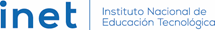 inet
Instituto Nacional de
Educación Tecnológica